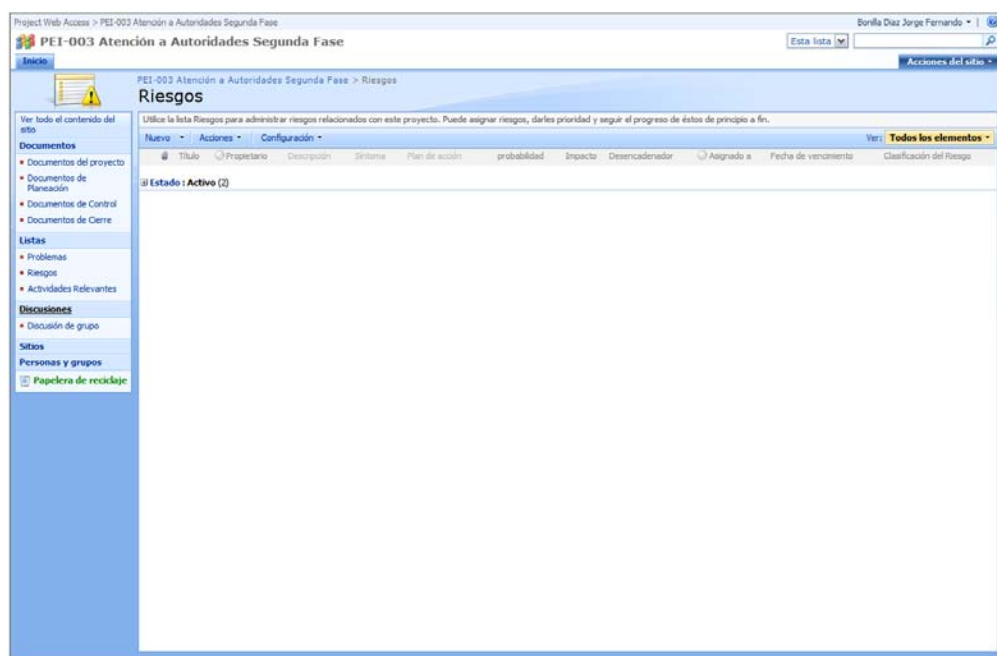 Project Web Access > PEI-003 Atención a Autoridades Segunda Fase
Bonilla Diaz Jorge Fernando
PEI-003 Atención a Autoridades Segunda Fase
Esta lista
Inicio
Acciones del sitio
PEI-003 Atención a Autoridades Segunda Fase > Riesgos
Riesgos
Ver todo el contenido del
sitio
Utilice la lista Riesgos para administrar riesgos relacionados con este proyecto. Puede asignar riesgos, darles prioridad y seguir el progreso de éstos de principio a fin.
Nuevo Acciones Configuración Ver: Todos los elementos
Título Propietario Descripción Síntoma Plan de acción probabilidad Impacto Desencadenador Asignado a Fecha de vencimiento Clasificación del Riesgo
Estado : Activo (2)
Documentos
Documentos del proyecto
Documentos de
Planeación
Documentos de Control
Documentos de Cierre
Listas
Problemas
Riesgos
Actividades Relevantes
Discusiones
Discusión de grupo
Sitios
Personas y grupos
Papelera de reciclaje